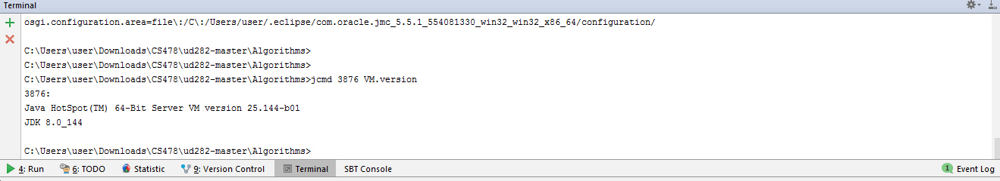 Terminal
osgi.configuration.area=file\:/C\:/Users/user/.eclipse/com.oracle.jmc_5.5.1_554081330_win32_win32_x86_64/configuration/
C:\Users\user\Downloads\CS478\ud282-master\Algorithms>
C:\Users\user\Downloads\CS478\ud282-master\Algorithms>
C:\Users\user\Downloads\CS478\ud282-master\Algorithms>jcmd 3876 VM.version
3876:
Java HotSpot(TM) 64-Bit Server VM version 25.144-b01
JDK 8.0_144
C:\Users\user\Downloads\CS478\ud282-master\Algorithms>
4: Run 6: TODO Statistic 9: Version Control Terminal SBT Console 1 Event Log